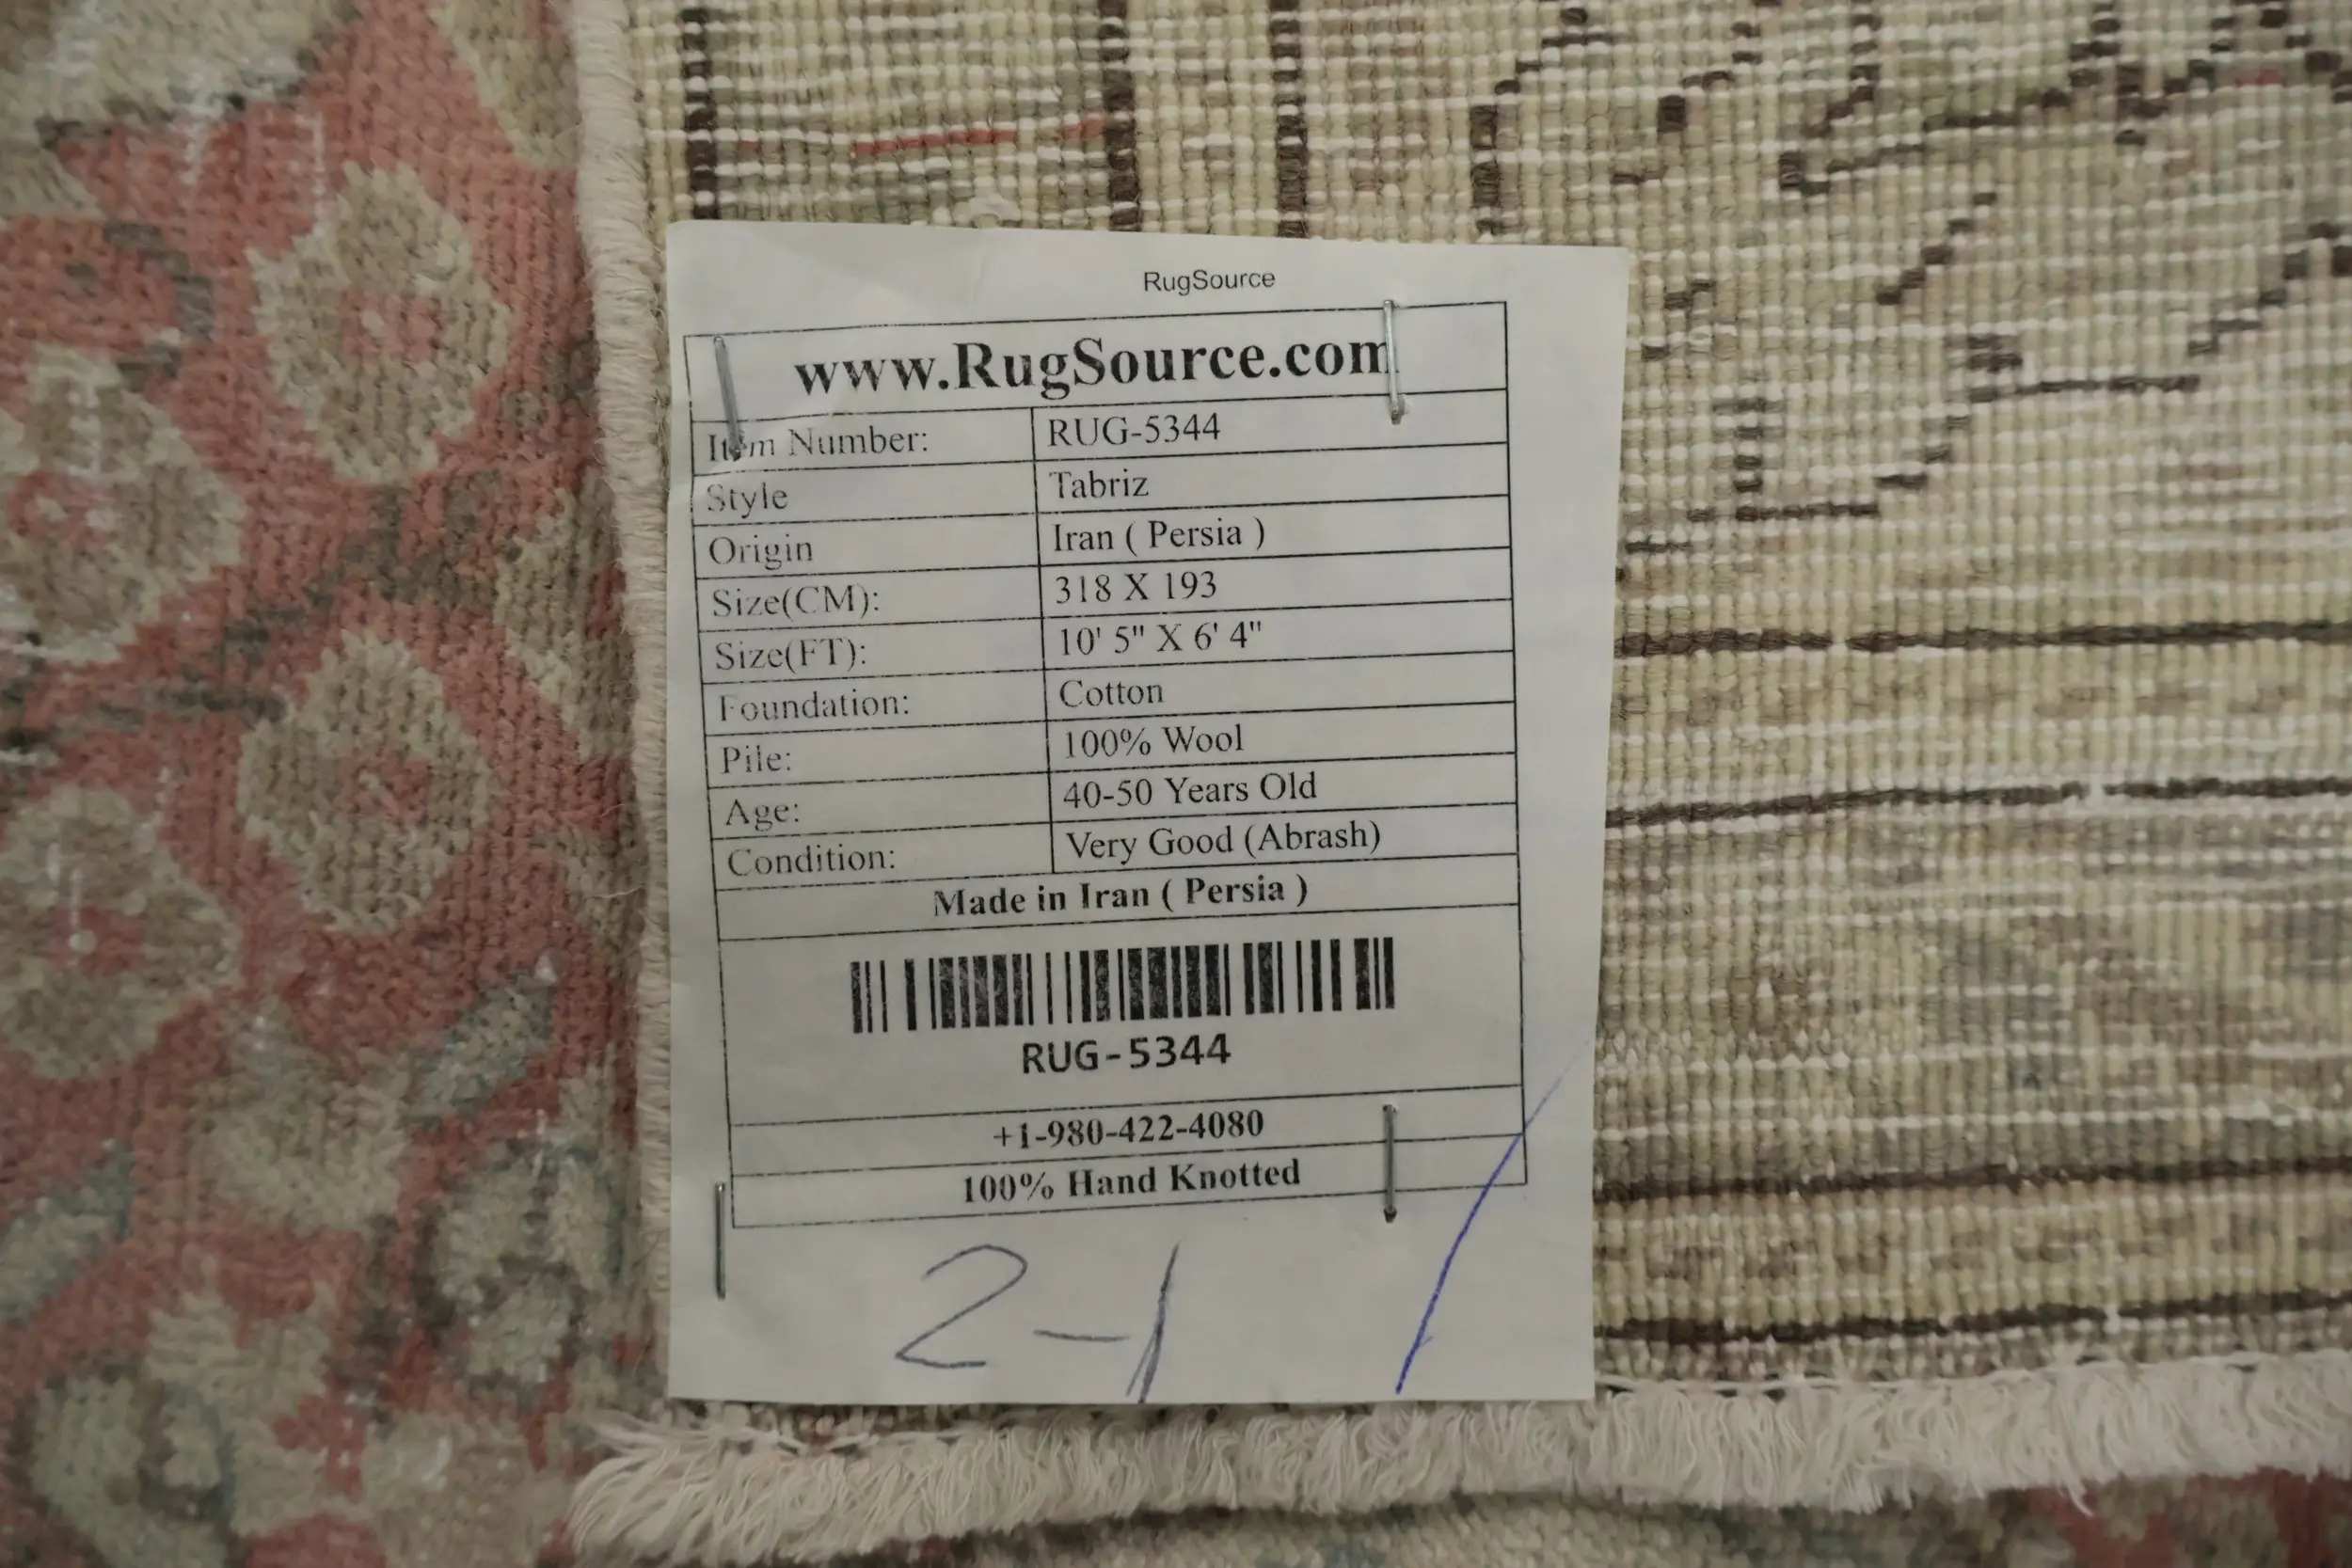 RugSource
www.RugSource.com
Item Number: RUG-5344
Style Tabriz
Origin Iran ( Persia )
Size(CM): 318 X 193
Size(FT): 10' 5" X 6' 4"
Foundation: Cotton
Pile: 100% Wool
Age: 40-50 Years Old
Condition: Very Good (Abrash)
Made in Iran ( Persia )
RUG-5344
+1-980-422-4080
100% Hand Knotted
2-1